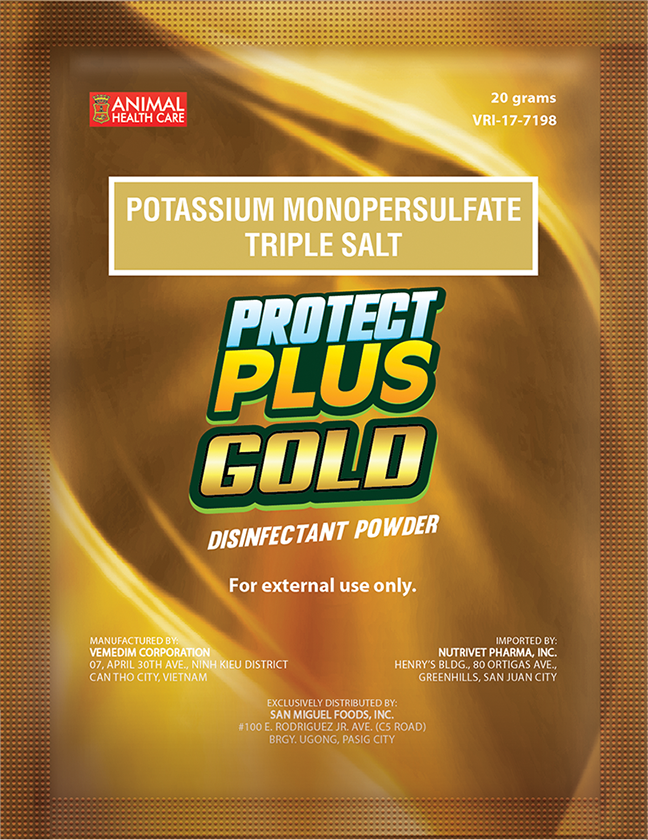 ANIMAL
HEALTH CARE
20 grams
VRI-17-7198
POTASSIUM MONOPERSULFATE
TRIPLE SALT
PROTECT
PLUS
GOLD
DISINFECTANT POWDER
For external use only.
MANUFACTURED BY:
VEMEDIM CORPORATION
07, APRIL 30TH AVE., NINH KIEU DISTRICT
CAN THO CITY, VIETNAM
IMPORTED BY:
NUTRIVET PHARMA, INC.
HENRY'S BLDG., 80 ORTIGAS AVE.,
GREENHILLS, SAN JUAN CITY
EXCLUSIVELY DISTRIBUTED BY:
SAN MIGUEL FOODS, INC.
#100 E. RODRIGUEZ JR. AVE. (C5 ROAD)
BRGY. UGONG, PASIG CITY